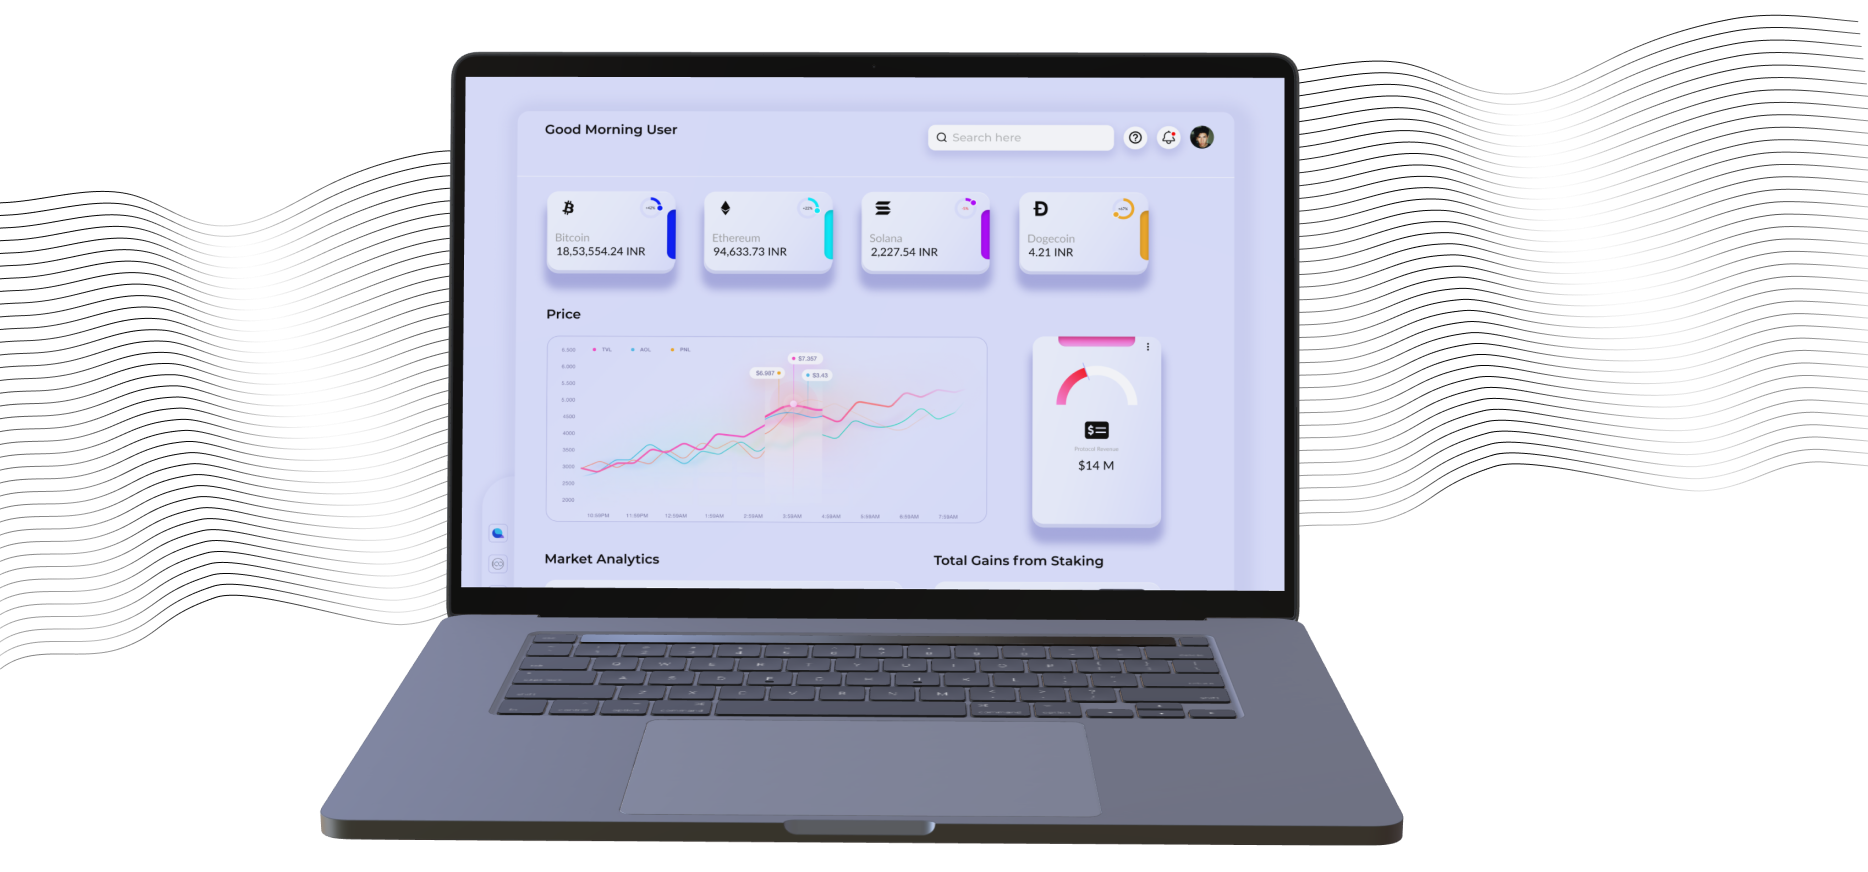 Good Morning User
Search here
Bitcoin
18,53,554.24 INR
Ethereum
94,633.73 INR
Solana
2,227.54 INR
Dogecoin
4.21 INR
Price
TVL
AOL
PNL
6.500
6.000
5.500
5.000
4500
4000
3500
3000
2500
2000
$7.357
$6.987
$3.43
10:59PM
11:59PM
12:59AM
1:59AM
2:59AM
3:59AM
4:59AM
5:59AM
6:59AM
7:59AM
Protocol Revenue
$14 M
Market Analytics
Total Gains from Staking